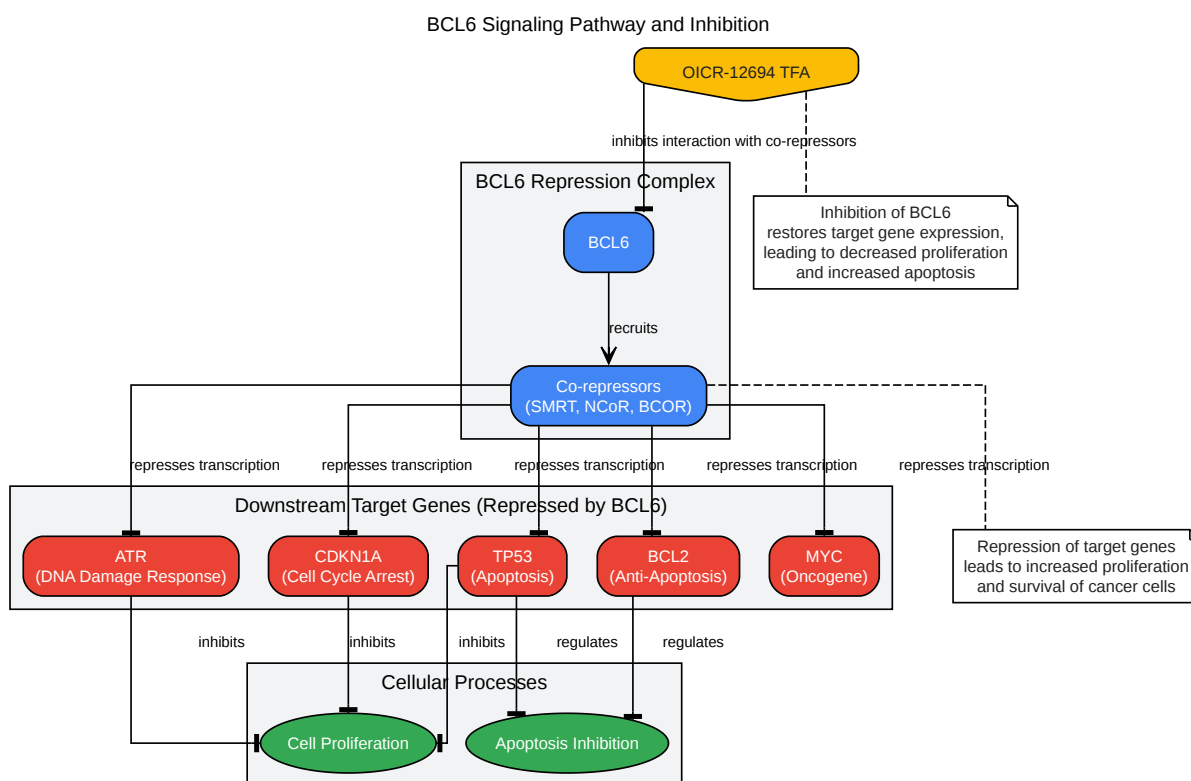 BCL6 Signaling Pathway and Inhibition
OICR-12694 TFA
inhibits interaction with co-repressors
BCL6 Repression Complex
Inhibition of BCL6
restores target gene expression,
leading to decreased proliferation
and increased apoptosis
BCL6
recruits
Co-repressors
(SMRT, NCoR, BCOR)
represses transcription
represses transcription
represses transcription
represses transcription
represses transcription
Downstream Target Genes (Repressed by BCL6)
ATR
(DNA Damage Response)
CDKN1A
(Cell Cycle Arrest)
TP53
(Apoptosis)
BCL2
(Anti-Apoptosis)
MYC
(Oncogene)
Repression of target genes
leads to increased proliferation
and survival of cancer cells
inhibits
inhibits
inhibits
regulates
regulates
Cellular Processes
Cell Proliferation
Apoptosis Inhibition